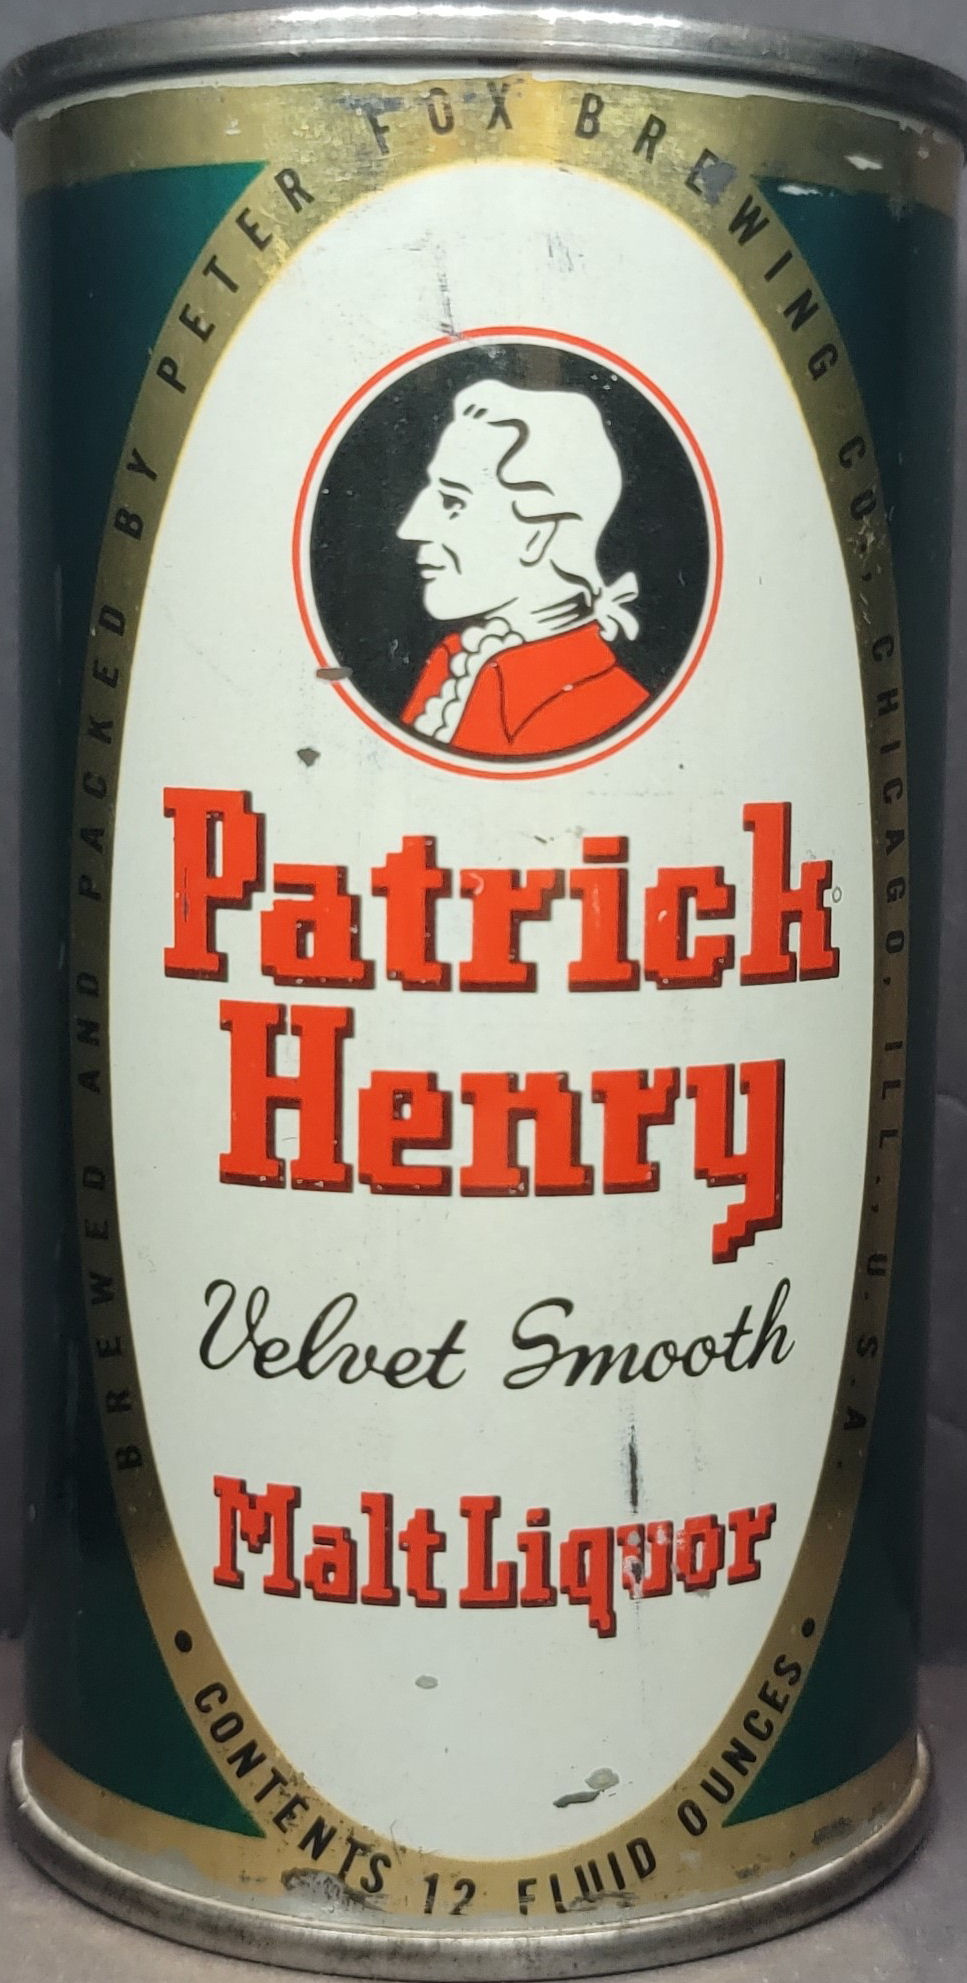 BREWED AND PACKED BY PETER FOX BREWING CO., CHICAGO, ILL., U.S.A.
Patrick
Henry
Velvet Smooth
Malt Liquor
• CONTENTS 12 FLUID OUNCES •